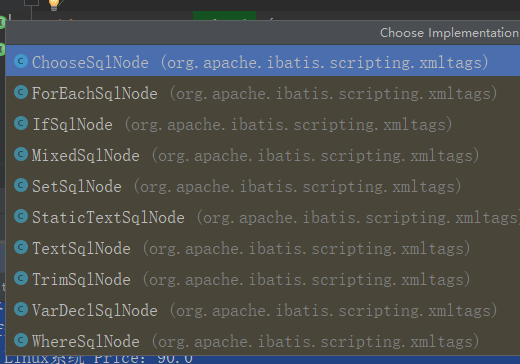 Choose Implementation
ChooseSqlNode (org.apache.ibatis.scripting.xmltags)
ForEachSqlNode (org.apache.ibatis.scripting.xmltags)
IfSqlNode (org.apache.ibatis.scripting.xmltags)
MixedSqlNode (org.apache.ibatis.scripting.xmltags)
SetSqlNode (org.apache.ibatis.scripting.xmltags)
StaticTextSqlNode (org.apache.ibatis.scripting.xmltags)
TextSqlNode (org.apache.ibatis.scripting.xmltags)
TrimSqlNode (org.apache.ibatis.scripting.xmltags)
VarDeclSqlNode (org.apache.ibatis.scripting.xmltags)
WhereSqlNode (org.apache.ibatis.scripting.xmltags)
Linux系统 Price: 90.0